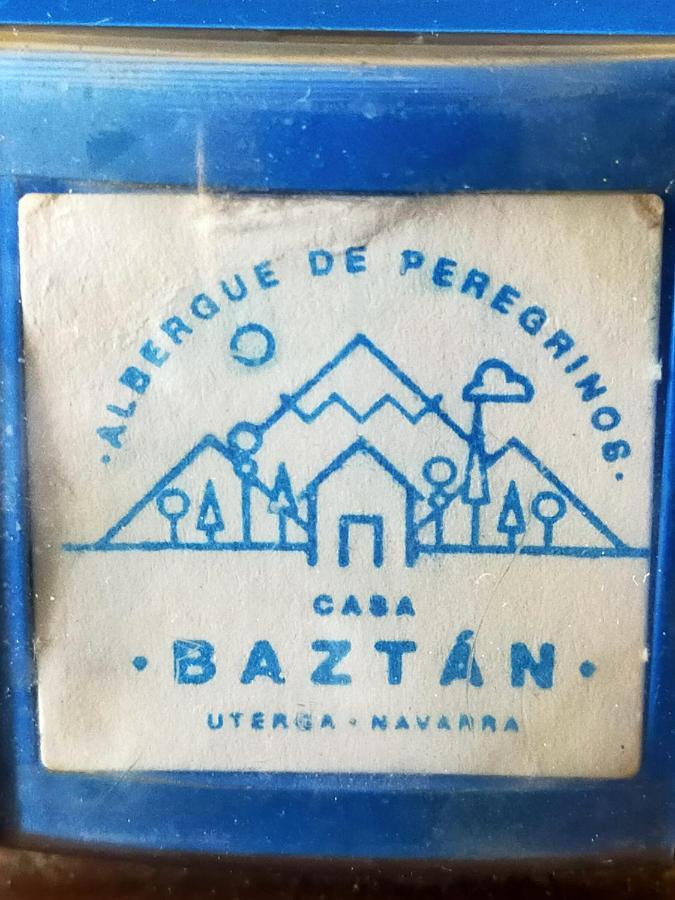 ·ALBERGUE DE PEREGRINOS·
CASA
·BAZTÁN·
UTERGA·NAVARRA